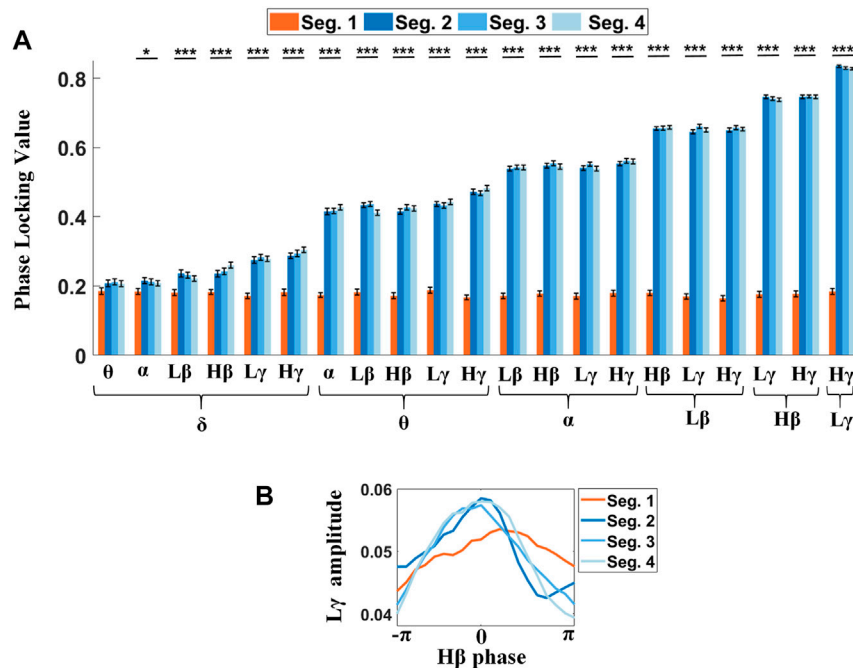 Seg. 1 Seg. 2 Seg. 3 Seg. 4
A
* *** *** *** *** *** *** *** *** *** *** *** *** *** *** *** *** *** *** ***
Phase Locking Value
0.8
0.6
0.4
0.2
0
θ α Lβ Hβ Lγ Hγ α Lβ Hβ Lγ Hγ Lβ Hβ Lγ Hγ Hβ Lγ Hγ Lγ Hγ Hγ
δ θ α Lβ Hβ Lγ
B
Lγ amplitude
0.06
0.05
0.04
-π 0 π
Hβ phase
Seg. 1
Seg. 2
Seg. 3
Seg. 4